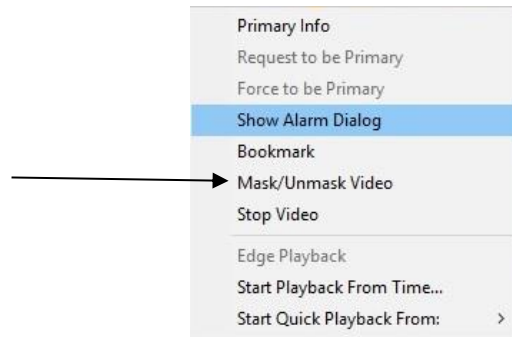 Primary Info
Request to be Primary
Force to be Primary
Show Alarm Dialog
Bookmark
Mask/Unmask Video
Stop Video
Edge Playback
Start Playback From Time...
Start Quick Playback From: >